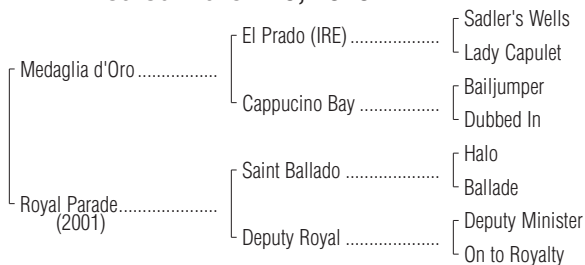 Sadler's Wells
El Prado (IRE) ....................
Lady Capulet
Medaglia d'Oro ..................
Bailjumper
Cappucino Bay ..................
Dubbed In
Halo
Saint Ballado .....................
Ballade
Royal Parade......................
(2001)
Deputy Minister
Deputy Royal .....................
On to Royalty